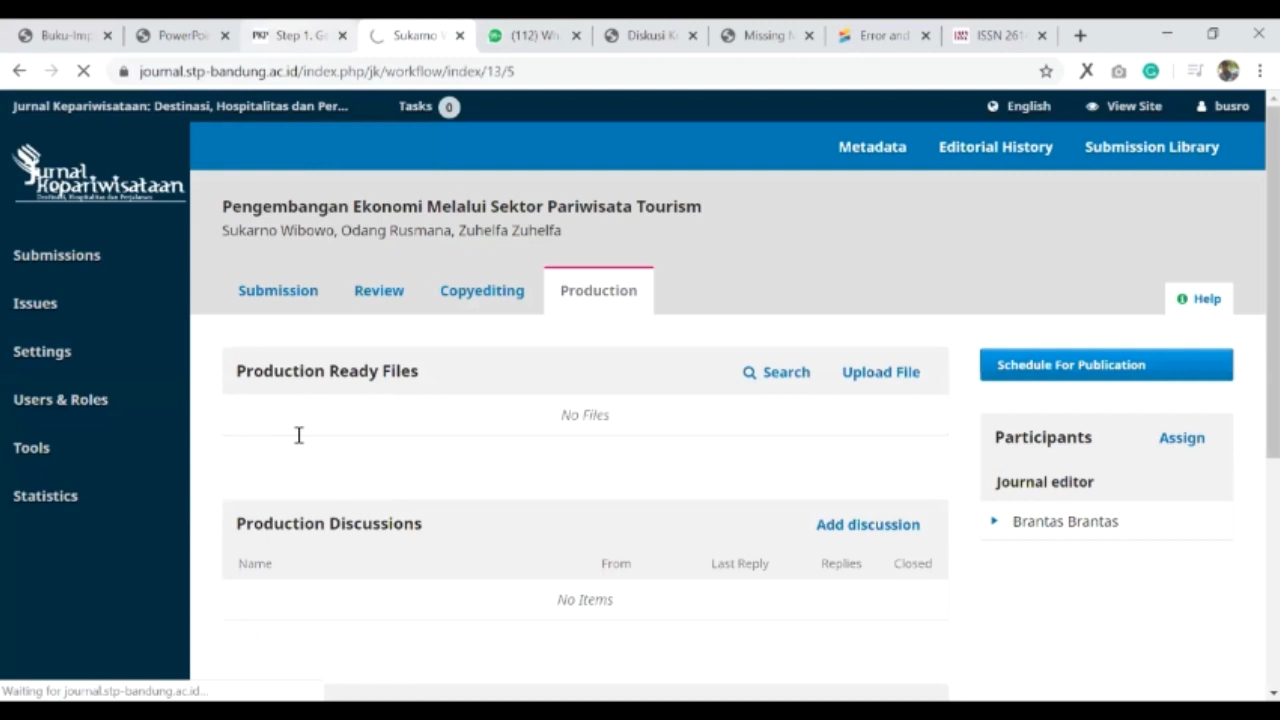 Buku-Imp
PowerPoi
PKP Step 1. Ge
Sukarno W
(112) Wh
Diskusi K
Missing
Error and
ISSN 261
journal.stp-bandung.ac.id/index.php/jk/workflow/index/13/5
Jurnal Kepariwisataan: Destinasi, Hospitalitas dan Per...
Tasks 0
English
View Site
busro
Jurnal Kepariwisataan
Destinasi, Hospitalitas dan Perjalanan
Metadata
Editorial History
Submission Library
Submissions
Issues
Settings
Users & Roles
Tools
Statistics
Pengembangan Ekonomi Melalui Sektor Pariwisata Tourism
Sukarno Wibowo, Odang Rusmana, Zuhelfa Zuhelfa
Submission
Review
Copyediting
Production
Help
Production Ready Files
Search
Upload File
No Files
Production Discussions
Add discussion
Name
From
Last Reply
Replies
Closed
No Items
Schedule For Publication
Participants
Assign
Journal editor
Brantas Brantas
Waiting for journal.stp-bandung.ac.id...